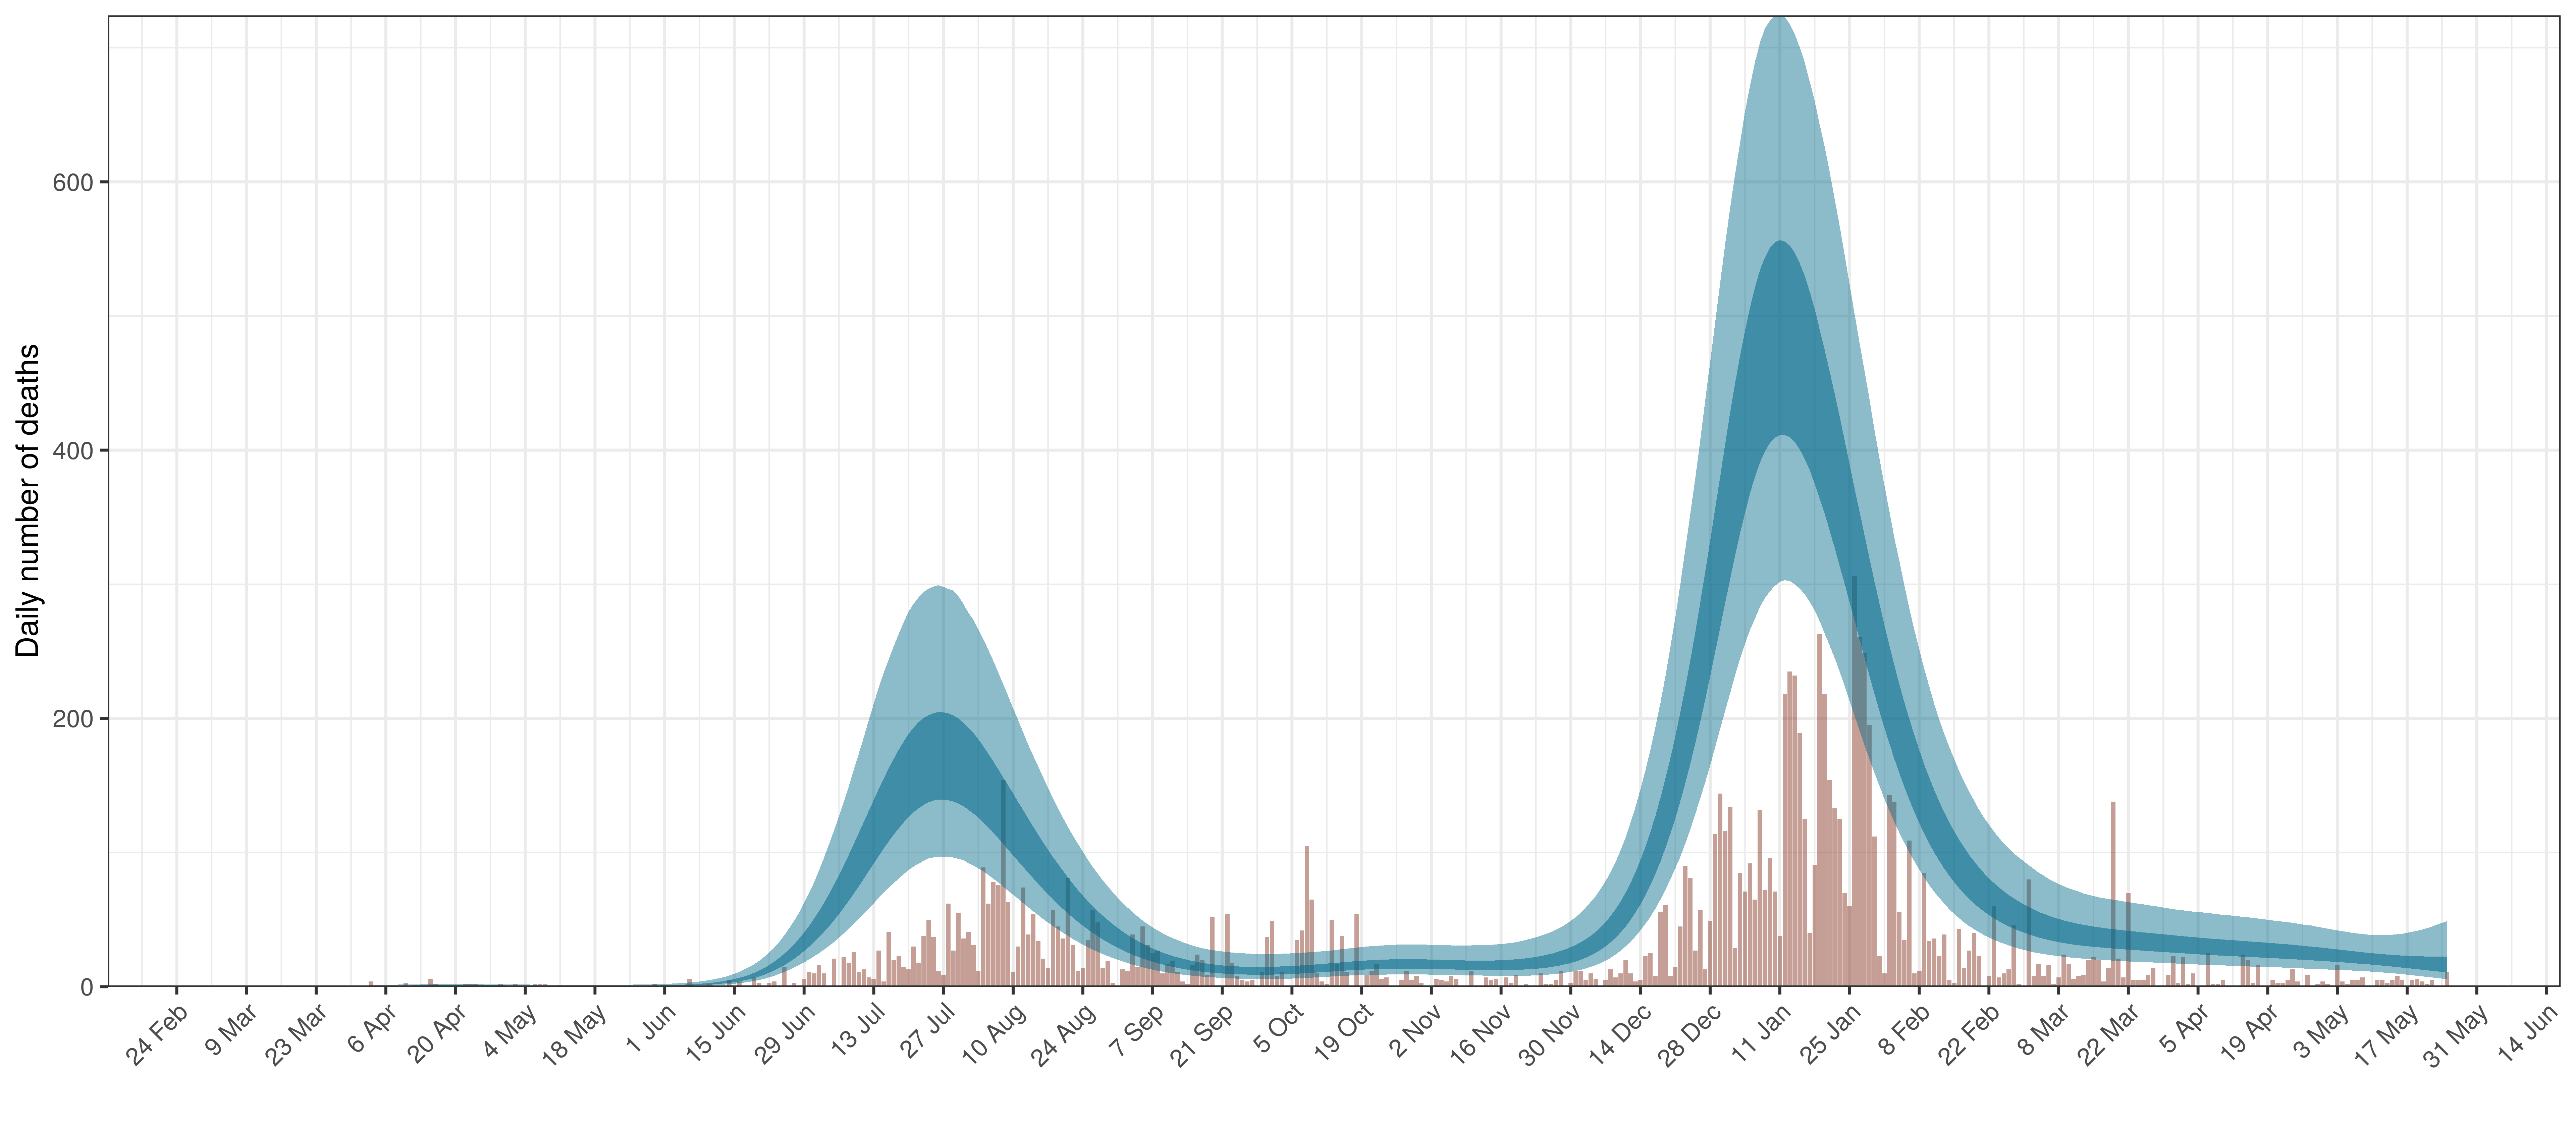 Daily number of deaths
600
400
200
0
24 Feb
9 Mar
23 Mar
6 Apr
20 Apr
4 May
18 May
1 Jun
15 Jun
29 Jun
13 Jul
27 Jul
10 Aug
24 Aug
7 Sep
21 Sep
5 Oct
19 Oct
2 Nov
16 Nov
30 Nov
14 Dec
28 Dec
11 Jan
25 Jan
8 Feb
22 Feb
8 Mar
22 Mar
5 Apr
19 Apr
3 May
17 May
31 May
14 Jun